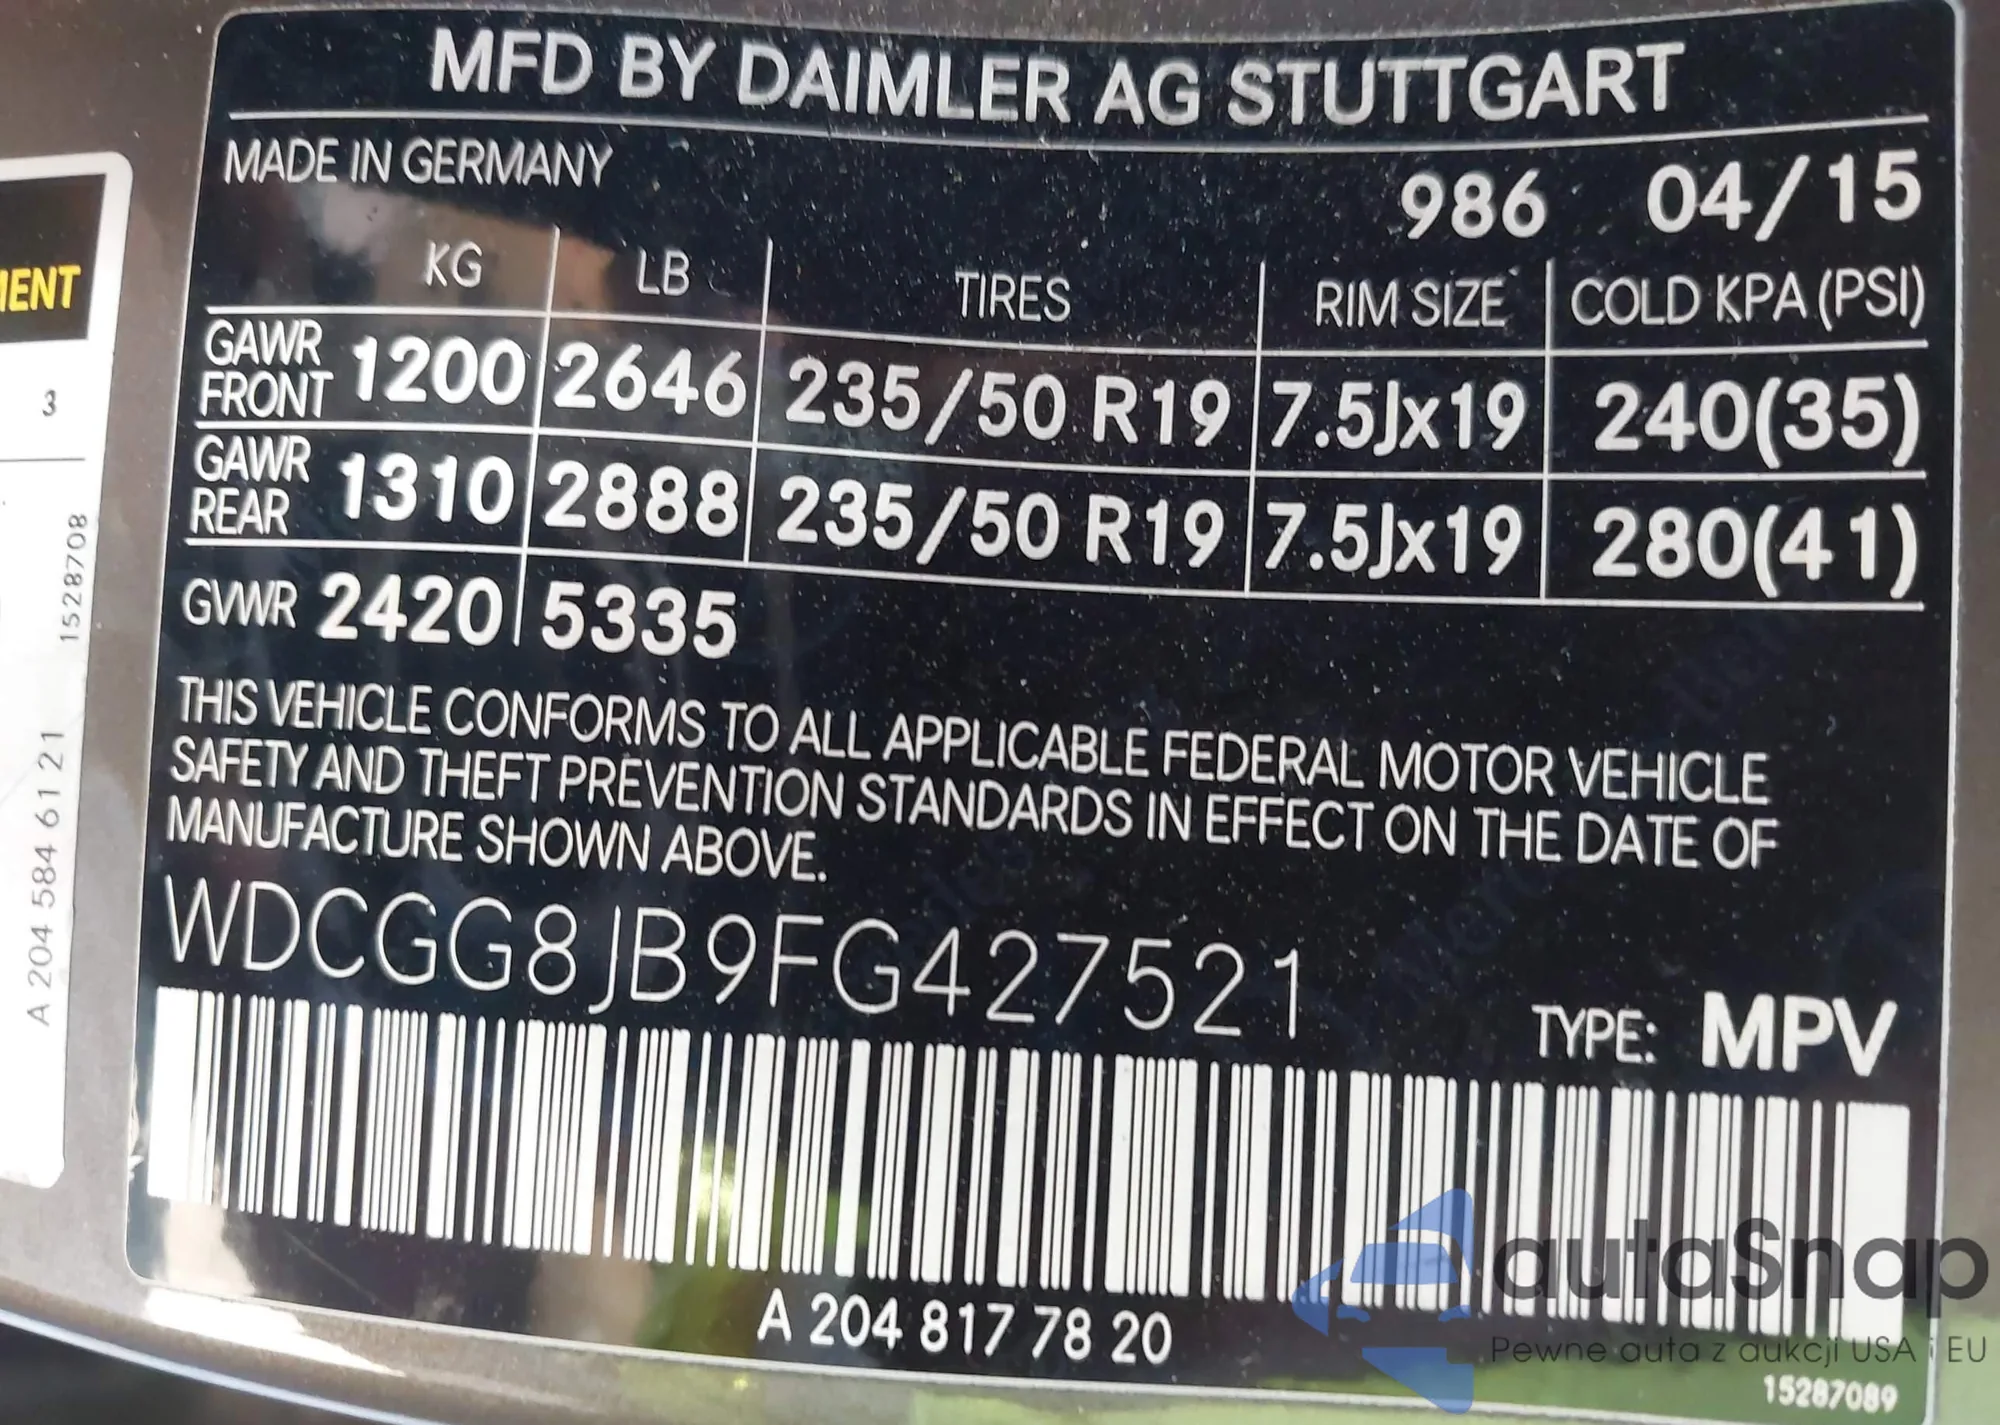 MFD BY DAIMLER AG STUTTGART
MADE IN GERMANY
986 04/15
KG LB TIRES RIM SIZE COLD KPA (PSI)
GAWR FRONT 1200 2646 235/50 R19 7.5Jx19 240(35)
GAWR REAR 1310 2888 235/50 R19 7.5Jx19 280(41)
GVWR 2420 5335
THIS VEHICLE CONFORMS TO ALL APPLICABLE FEDERAL MOTOR VEHICLE
SAFETY AND THEFT PREVENTION STANDARDS IN EFFECT ON THE DATE OF
MANUFACTURE SHOWN ABOVE.
WDCGG8JB9FG427521
TYPE: MPV
A 204 817 78 20
15287089
3
1528708
A 204 584 61 21
autaSnap
Pewne auta z aukcji USA i EU